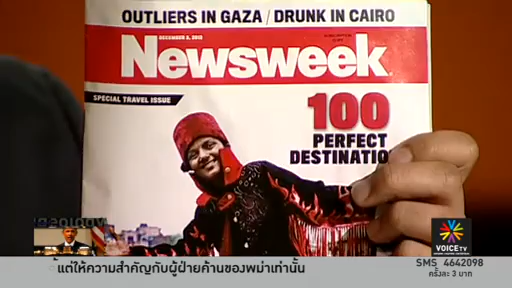 OUTLIERS IN GAZA / DRUNK IN CAIRO
Newsweek
SPECIAL TRAVEL ISSUE
100
PERFECT
DESTINATIO
VOICE TV
แต่ให้ความสำคัญกับผู้ฝ่ายค้านของพม่าเท่านั้น
SMS 4642098
ครั้งละ 3 บาท